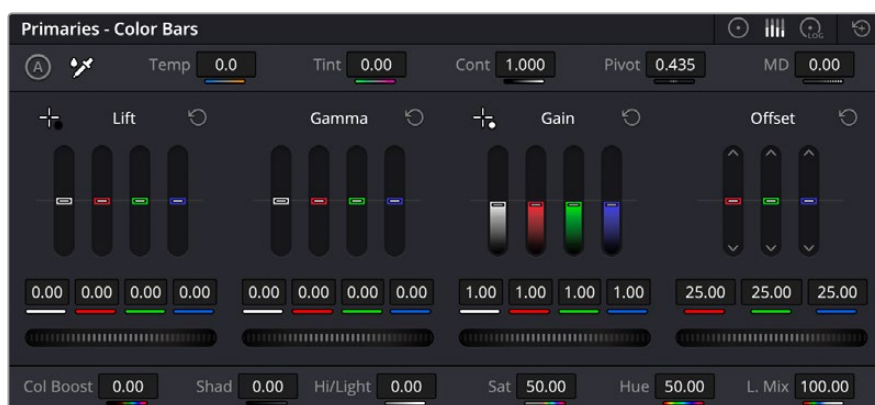 Primaries - Color Bars
LOG
A Temp 0.0 Tint 0.00 Cont 1.000 Pivot 0.435 MD 0.00
Lift Gamma Gain Offset
0.00 0.00 0.00 0.00 0.00 0.00 0.00 0.00 1.00 1.00 1.00 1.00 25.00 25.00 25.00
Col Boost 0.00 Shad 0.00 Hi/Light 0.00 Sat 50.00 Hue 50.00 L. Mix 100.00